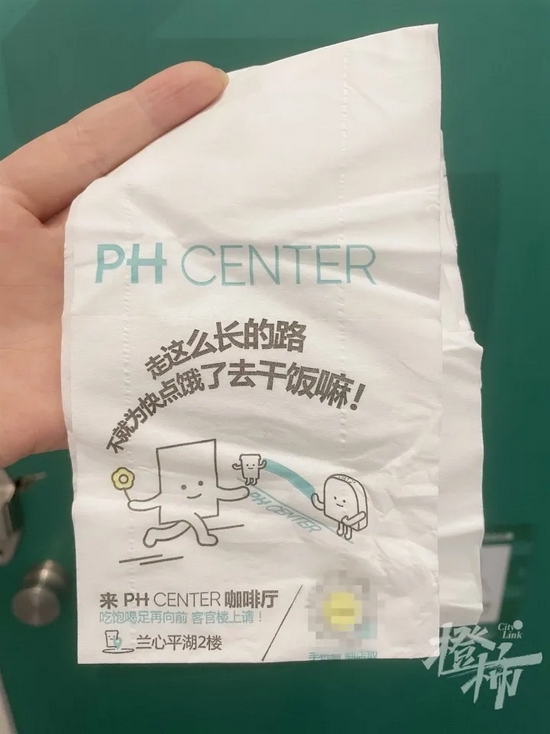 PH CENTER
走这么长的路
不就为快点饿了去干饭嘛！
PH CENTER
来 PH CENTER 咖啡厅
吃饱喝足再向前 客官楼上请！
兰心平湖2楼
City Link
橙柿